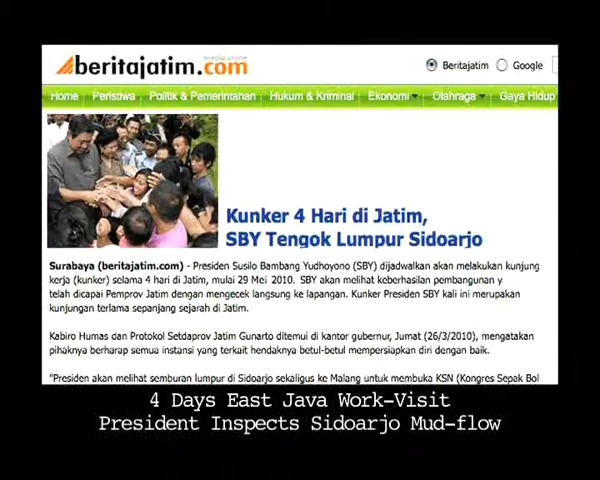 media online
beritajatim.com
Beritajatim Google
Home Peristiwa Politik & Pemerintahan Hukum & Kriminal Ekonomi Olahraga Gaya Hidup
Kunker 4 Hari di Jatim,
SBY Tengok Lumpur Sidoarjo
Surabaya (beritajatim.com) - Presiden Susilo Bambang Yudhoyono (SBY) dijadwalkan akan melakukan kunjung
kerja (kunker) selama 4 hari di Jatim, mulai 29 Mei 2010. SBY akan melihat keberhasilan pembangunan y
telah dicapai Pemprov Jatim dengan mengecek langsung ke lapangan. Kunker Presiden SBY kali ini merupakan
kunjungan terlama sepanjang sejarah di Jatim.
Kabiro Humas dan Protokol Setdaprov Jatim Gunarto ditemui di kantor gubernur, Jumat (26/3/2010), mengatakan
pihaknya berharap semua instansi yang terkait hendaknya betul-betul mempersiapkan diri dengan baik.
"Presiden akan melihat semburan lumpur di Sidoarjo sekaligus ke Malang untuk membuka KSN (Kongres Sepak Bol
4 Days East Java Work-Visit
President Inspects Sidoarjo Mud-flow